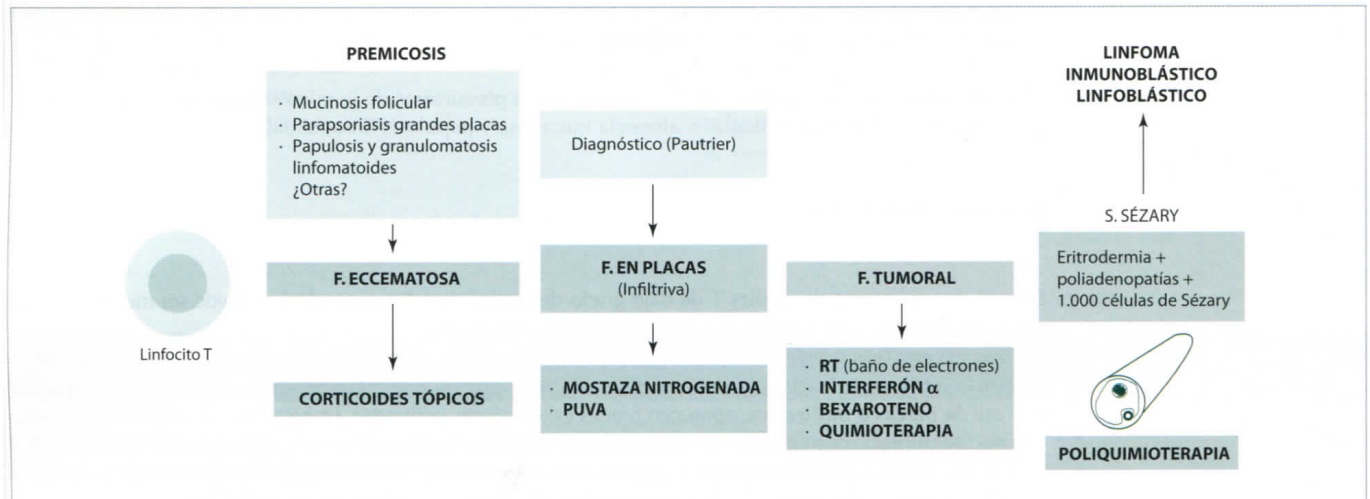 PREMICOSIS
· Mucinosis folicular
· Parapsoriasis grandes placas
· Papulosis y granulomatosis
linfomatoides
¿Otras?
F. ECCEMATOSA
CORTICOIDES TÓPICOS
Linfocito T
Diagnóstico (Pautrier)
F. EN PLACAS
(Infiltriva)
· MOSTAZA NITROGENADA
· PUVA
F. TUMORAL
· RT (baño de electrones)
· INTERFERÓN α
· BEXAROTENO
· QUIMIOTERAPIA
LINFOMA
INMUNOBLÁSTICO
LINFOBLÁSTICO
S. SÉZARY
Eritrodermia +
poliadenopatías +
1.000 células de Sézary
POLIQUIMIOTERAPIA